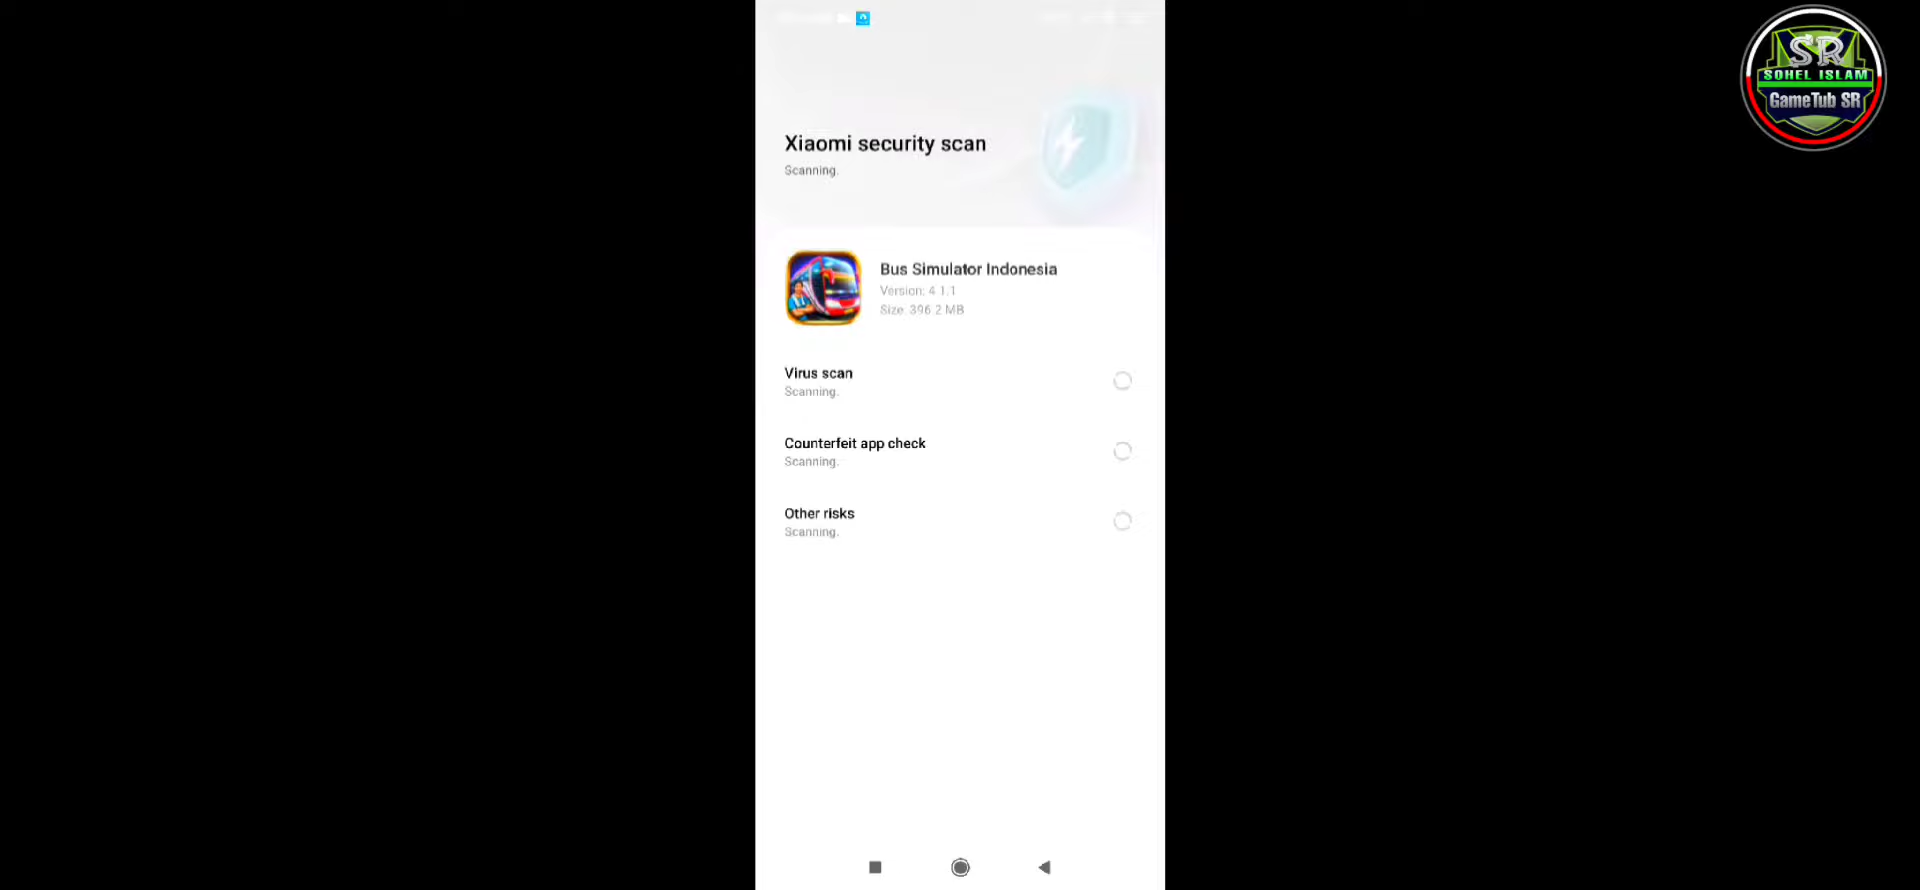 Xiaomi security scan
Scanning.
Bus Simulator Indonesia
Version: 4.1.1
Size: 396.2 MB
Virus scan
Scanning.
Counterfeit app check
Scanning.
Other risks
Scanning.
SR
SOHEL ISLAM
GameTub SR